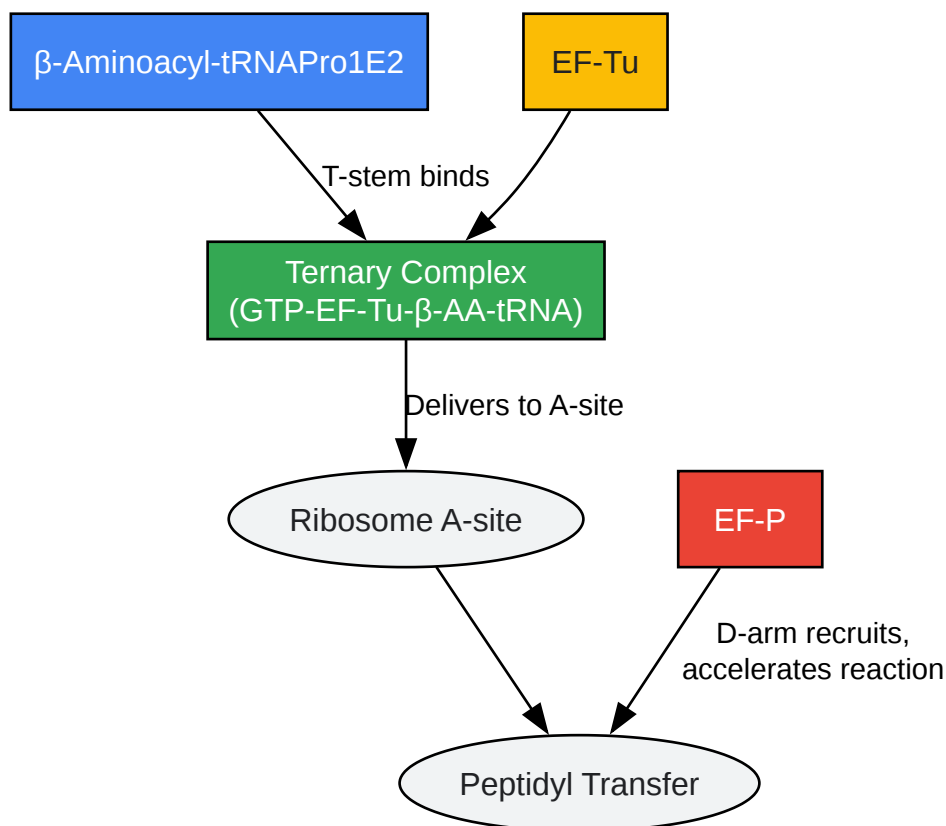 β-Aminoacyl-tRNAPro1E2
EF-Tu
T-stem binds
Ternary Complex
(GTP-EF-Tu-β-AA-tRNA)
Delivers to A-site
Ribosome A-site
EF-P
D-arm recruits,
accelerates reaction
Peptidyl Transfer